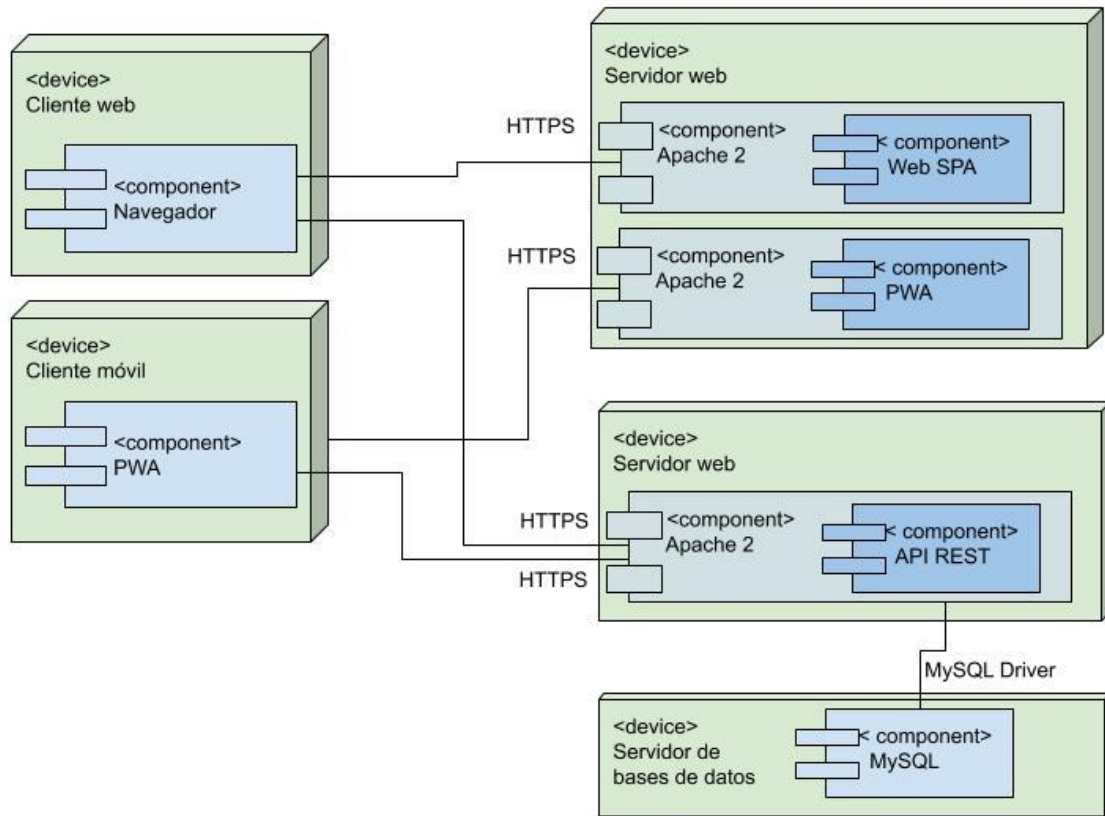 <device>
Cliente web
<component>
Navegador
<device>
Cliente móvil
<component>
PWA
HTTPS
<device>
Servidor web
<component>
Apache 2
< component>
Web SPA
HTTPS
<component>
Apache 2
< component>
PWA
<device>
Servidor web
HTTPS
<component>
Apache 2
< component>
API REST
HTTPS
MySQL Driver
<device>
Servidor de
bases de datos
< component>
MySQL